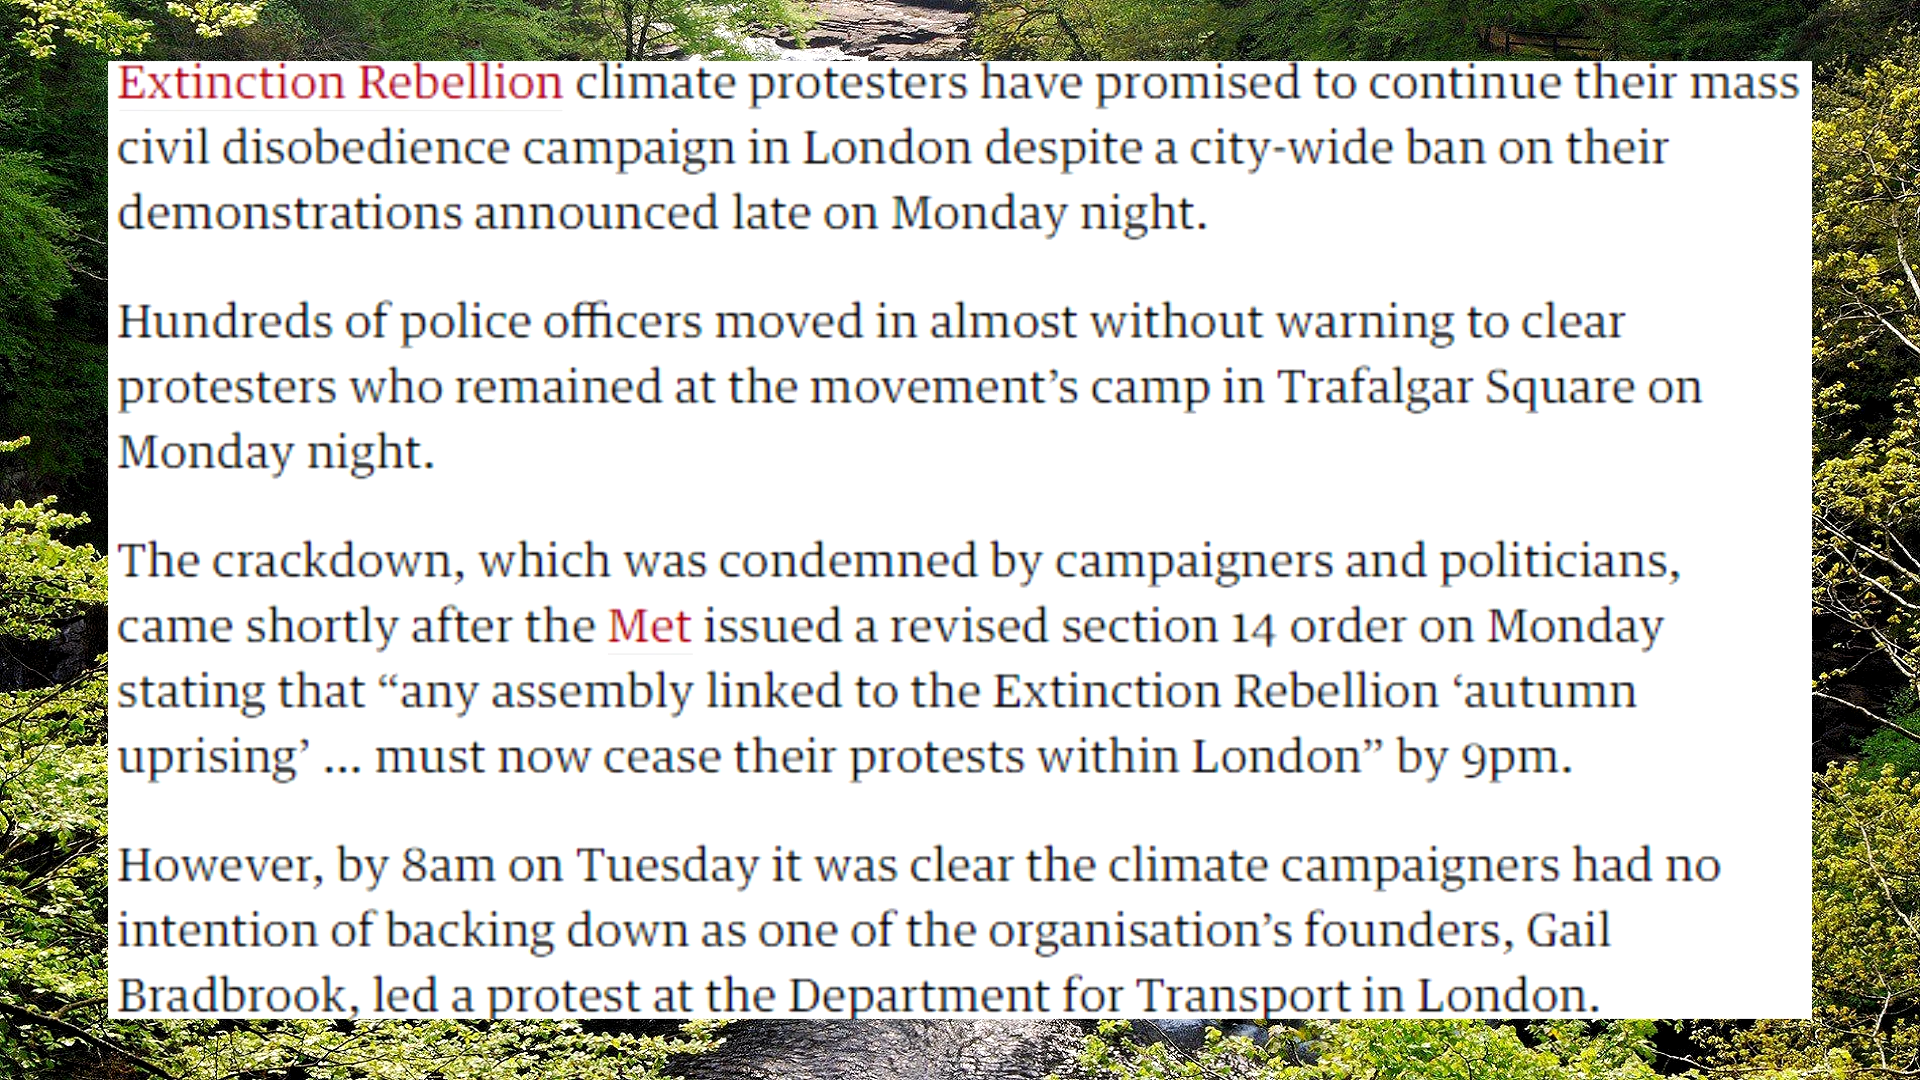 Extinction Rebellion climate protesters have promised to continue their mass
civil disobedience campaign in London despite a city-wide ban on their
demonstrations announced late on Monday night.
Hundreds of police officers moved in almost without warning to clear
protesters who remained at the movement’s camp in Trafalgar Square on
Monday night.
The crackdown, which was condemned by campaigners and politicians,
came shortly after the Met issued a revised section 14 order on Monday
stating that “any assembly linked to the Extinction Rebellion ‘autumn
uprising’ ... must now cease their protests within London” by 9pm.
However, by 8am on Tuesday it was clear the climate campaigners had no
intention of backing down as one of the organisation’s founders, Gail
Bradbrook, led a protest at the Department for Transport in London.